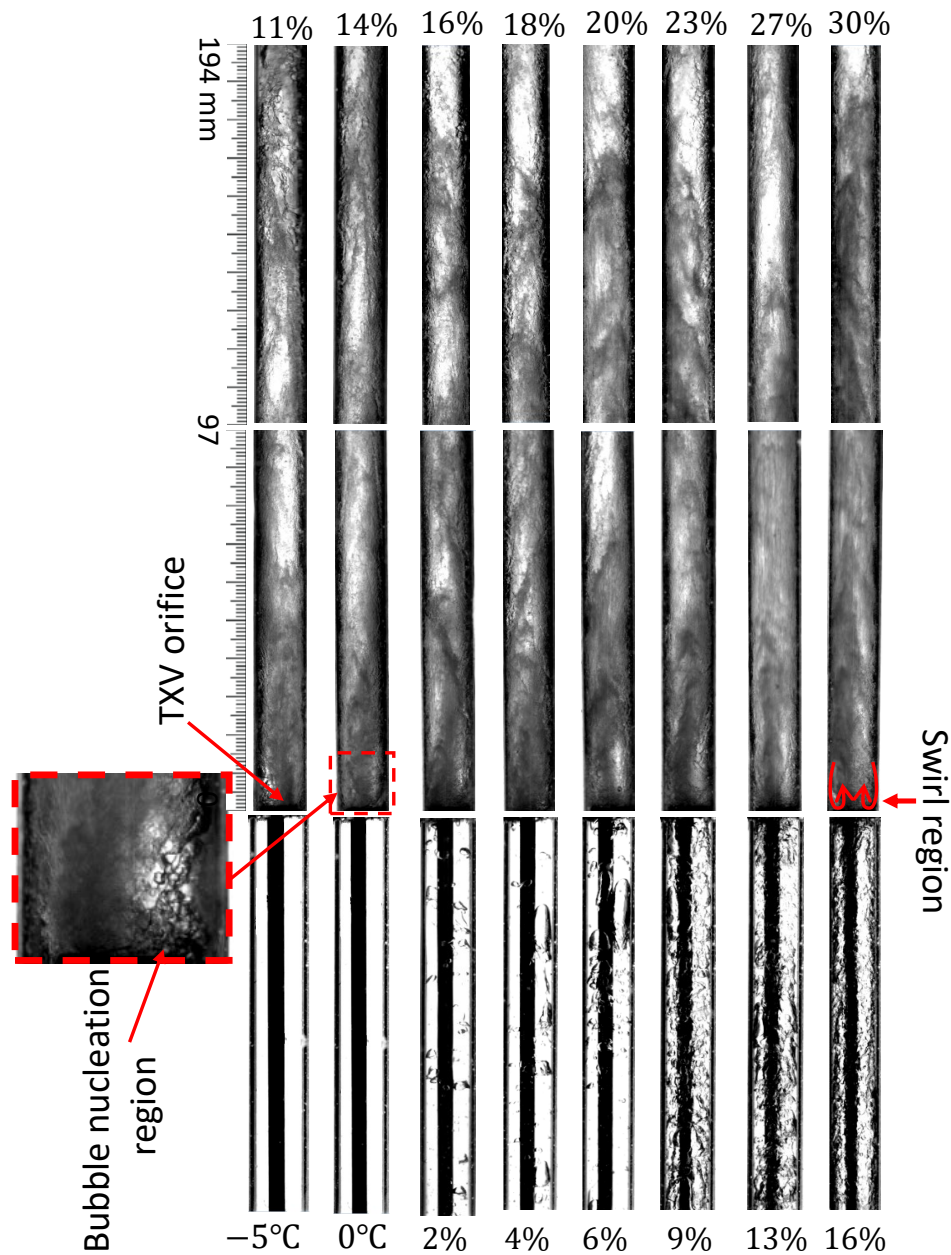 11% 14% 16% 18% 20% 23% 27% 30%
194 mm
97
TXV orifice
Swirl region
Bubble nucleation
region
−5°C 0°C 2% 4% 6% 9% 13% 16%